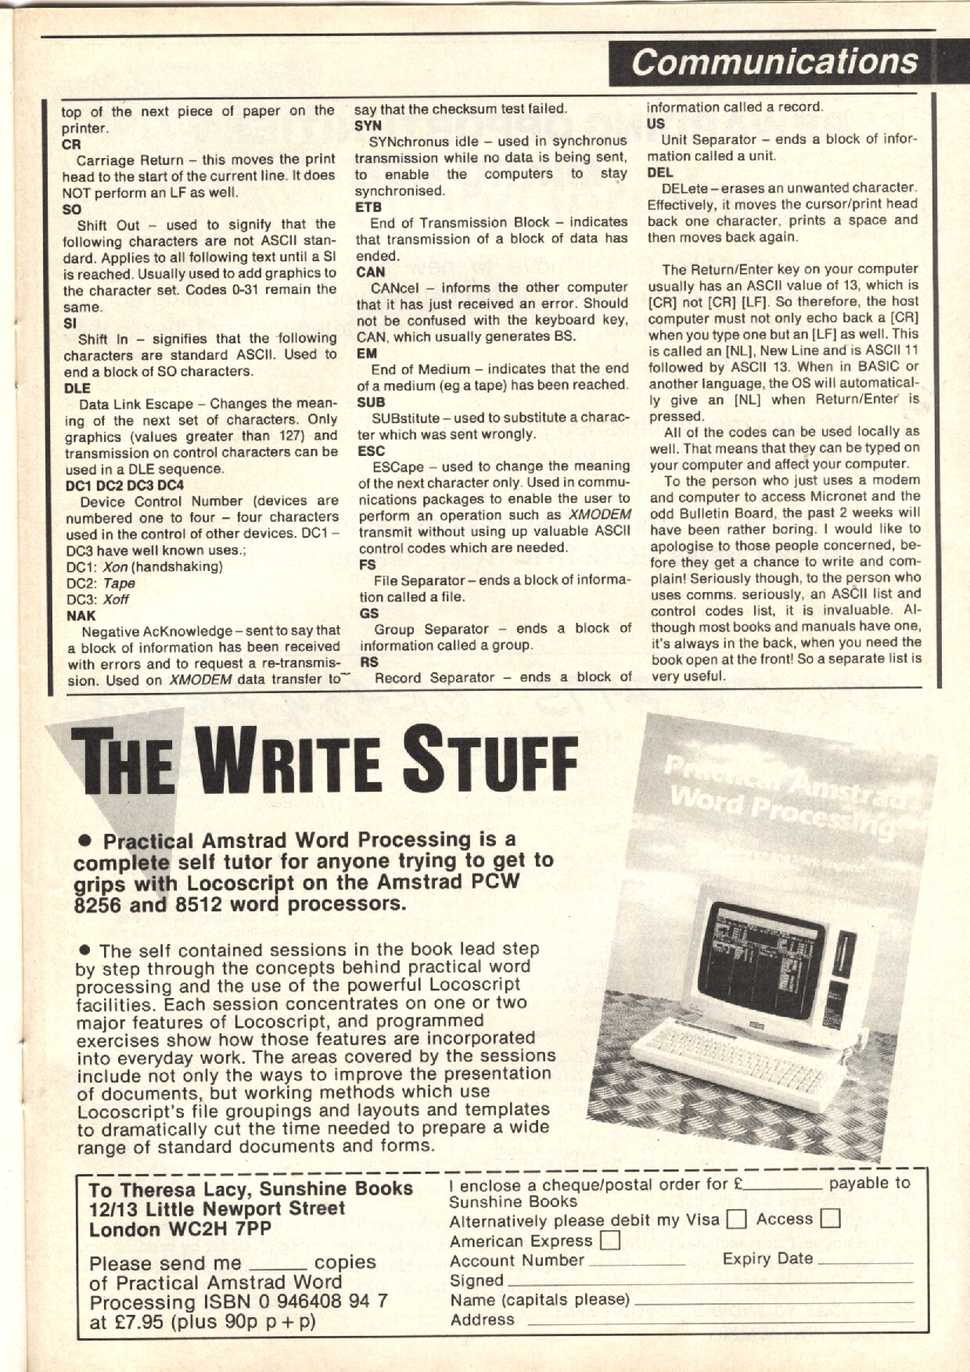 Communications
top of the next piece of paper on the
printer.
CR
Carriage Return – this moves the print
head to the start of the current line. It does
NOT perform an LF as well.
SO
Shift Out – used to signify that the
following characters are not ASCII stan-
dard. Applies to all following text until a SI
is reached. Usually used to add graphics to
the character set. Codes 0-31 remain the
same.
SI
Shift In – signifies that the following
characters are standard ASCII. Used to
end a block of SO characters.
DLE
Data Link Escape – Changes the mean-
ing of the next set of characters. Only
graphics (values greater than 127) and
transmission on control characters can be
used in a DLE sequence.
DC1 DC2 DC3 DC4
Device Control Number (devices are
numbered one to four – four characters
used in the control of other devices. DC1 –
DC3 have well known uses.;
DC1: Xon (handshaking)
DC2: Tape
DC3: Xoff
NAK
Negative AcKnowledge – sent to say that
a block of information has been received
with errors and to request a re-transmis-
sion. Used on XMODEM data transfer to
say that the checksum test failed.
SYN
SYNchronus idle – used in synchronus
transmission while no data is being sent,
to enable the computers to stay
synchronised.
ETB
End of Transmission Block – indicates
that transmission of a block of data has
ended.
CAN
CANcel – informs the other computer
that it has just received an error. Should
not be confused with the keyboard key,
CAN, which usually generates BS.
EM
End of Medium – indicates that the end
of a medium (eg a tape) has been reached.
SUB
SUBstitute – used to substitute a charac-
ter which was sent wrongly.
ESC
ESCape – used to change the meaning
of the next character only. Used in commu-
nications packages to enable the user to
perform an operation such as XMODEM
transmit without using up valuable ASCII
control codes which are needed.
FS
File Separator – ends a block of informa-
tion called a file.
GS
Group Separator – ends a block of
information called a group.
RS
Record Separator – ends a block of
information called a record.
US
Unit Separator – ends a block of infor-
mation called a unit.
DEL
DELete – erases an unwanted character.
Effectively, it moves the cursor/print head
back one character, prints a space and
then moves back again.
The Return/Enter key on your computer
usually has an ASCII value of 13, which is
[CR] not [CR] [LF]. So therefore, the host
computer must not only echo back a [CR]
when you type one but an [LF] as well. This
is called an [NL], New Line and is ASCII 11
followed by ASCII 13. When in BASIC or
another language, the OS will automatical-
ly give an [NL] when Return/Enter is
pressed.
All of the codes can be used locally as
well. That means that they can be typed on
your computer and affect your computer.
To the person who just uses a modem
and computer to access Micronet and the
odd Bulletin Board, the past 2 weeks will
have been rather boring. I would like to
apologise to those people concerned, be-
fore they get a chance to write and com-
plain! Seriously though, to the person who
uses comms. seriously, an ASCII list and
control codes list, it is invaluable. Al-
though most books and manuals have one,
it's always in the back, when you need the
book open at the front! So a separate list is
very useful.
THE WRITE STUFF
● Practical Amstrad Word Processing is a
complete self tutor for anyone trying to get to
grips with Locoscript on the Amstrad PCW
8256 and 8512 word processors.
● The self contained sessions in the book lead step
by step through the concepts behind practical word
processing and the use of the powerful Locoscript
facilities. Each session concentrates on one or two
major features of Locoscript, and programmed
exercises show how those features are incorporated
into everyday work. The areas covered by the sessions
include not only the ways to improve the presentation
of documents, but working methods which use
Locoscript's file groupings and layouts and templates
to dramatically cut the time needed to prepare a wide
range of standard documents and forms.
Practical Amstrad
Word Processing
To Theresa Lacy, Sunshine Books
12/13 Little Newport Street
London WC2H 7PP
Please send me ______ copies
of Practical Amstrad Word
Processing ISBN 0 946408 94 7
at £7.95 (plus 90p p + p)
I enclose a cheque/postal order for £________ payable to
Sunshine Books
Alternatively please debit my Visa □ Access □
American Express □
Account Number __________ Expiry Date __________
Signed
Name (capitals please)
Address